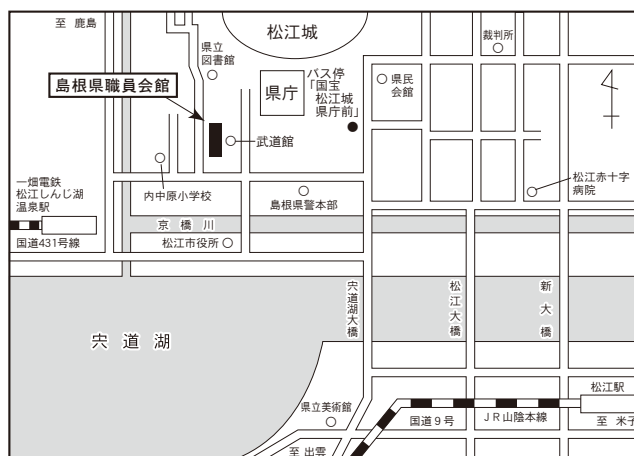 至 鹿島
松江城
裁判所
県立
図書館
バス停
「国宝
松江城
県庁前」
県庁
県民
会館
島根県職員会館
武道館
一畑電鉄
松江しんじ湖
温泉駅
内中原小学校
島根県警本部
松江赤十字
病院
京橋川
国道431号線
松江市役所
宍道湖大橋
松江大橋
新大橋
宍道湖
県立美術館
松江駅
国道9号
JR山陰本線
至 米子
至 出雲